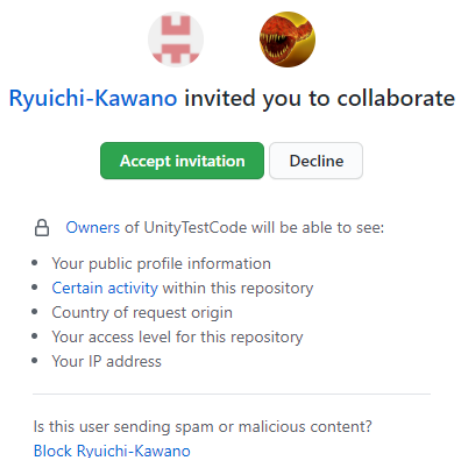 Ryuichi-Kawano invited you to collaborate
Accept invitation Decline
Owners of UnityTestCode will be able to see:
• Your public profile information
• Certain activity within this repository
• Country of request origin
• Your access level for this repository
• Your IP address
Is this user sending spam or malicious content?
Block Ryuichi-Kawano